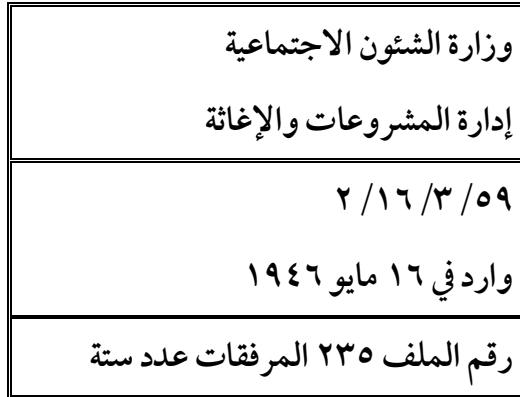 وزارة الشئون الاجتماعية
إدارة المشروعات والإغاثة
٥٩/ ٣/ ١٦/ ٢
وارد في ١٦ مايو ١٩٤٦
رقم الملف ٢٣٥ المرفقات عدد ستة